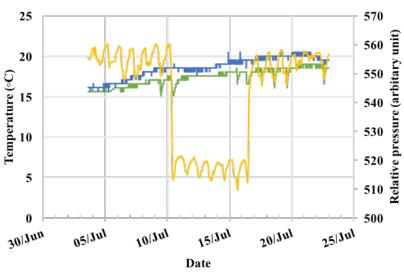 Temperature (°C)
25
20
15
10
5
0
30/Jun
05/Jul
10/Jul
15/Jul
20/Jul
25/Jul
Date
570
560
550
540
530
520
510
500
Relative pressure (arbitary unit)